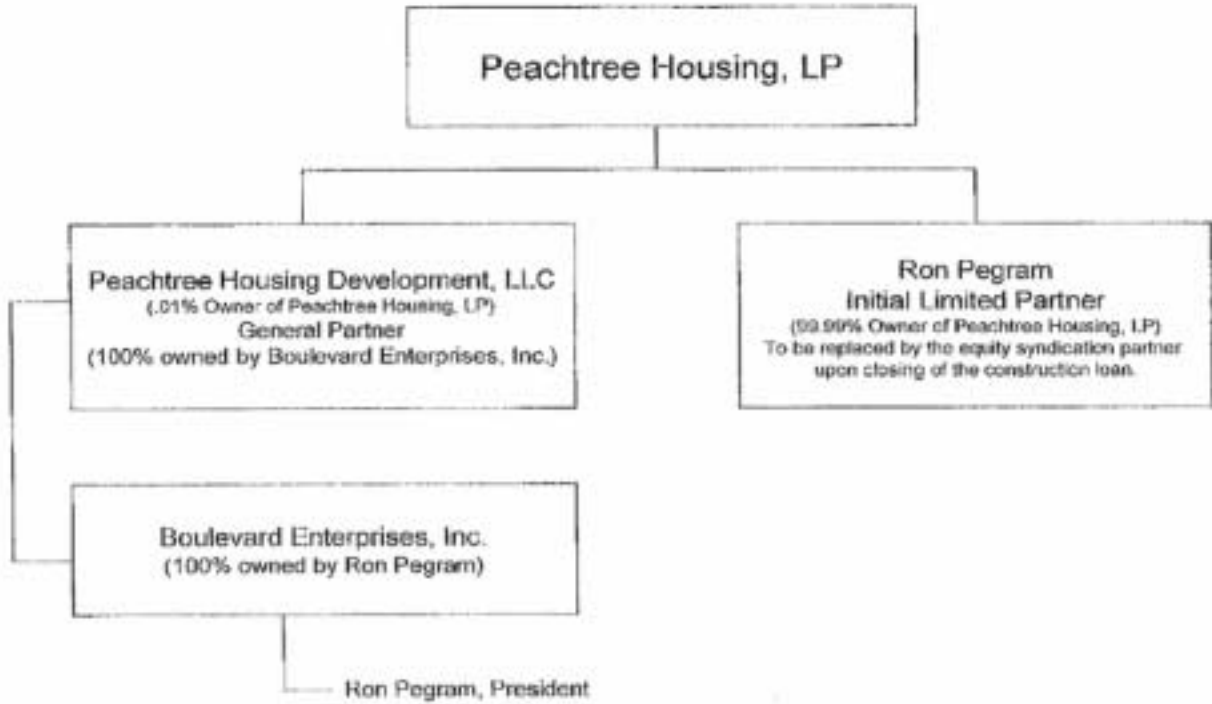 Peachtree Housing, LP
Peachtree Housing Development, LLC
(.01% Owner of Peachtree Housing, LP)
General Partner
(100% owned by Boulevard Enterprises, Inc.)
Ron Pegram
Initial Limited Partner
(99.99% Owner of Peachtree Housing, LP)
To be replaced by the equity syndication partner
upon closing of the construction loan.
Boulevard Enterprises, Inc.
(100% owned by Ron Pegram)
Ron Pegram, President